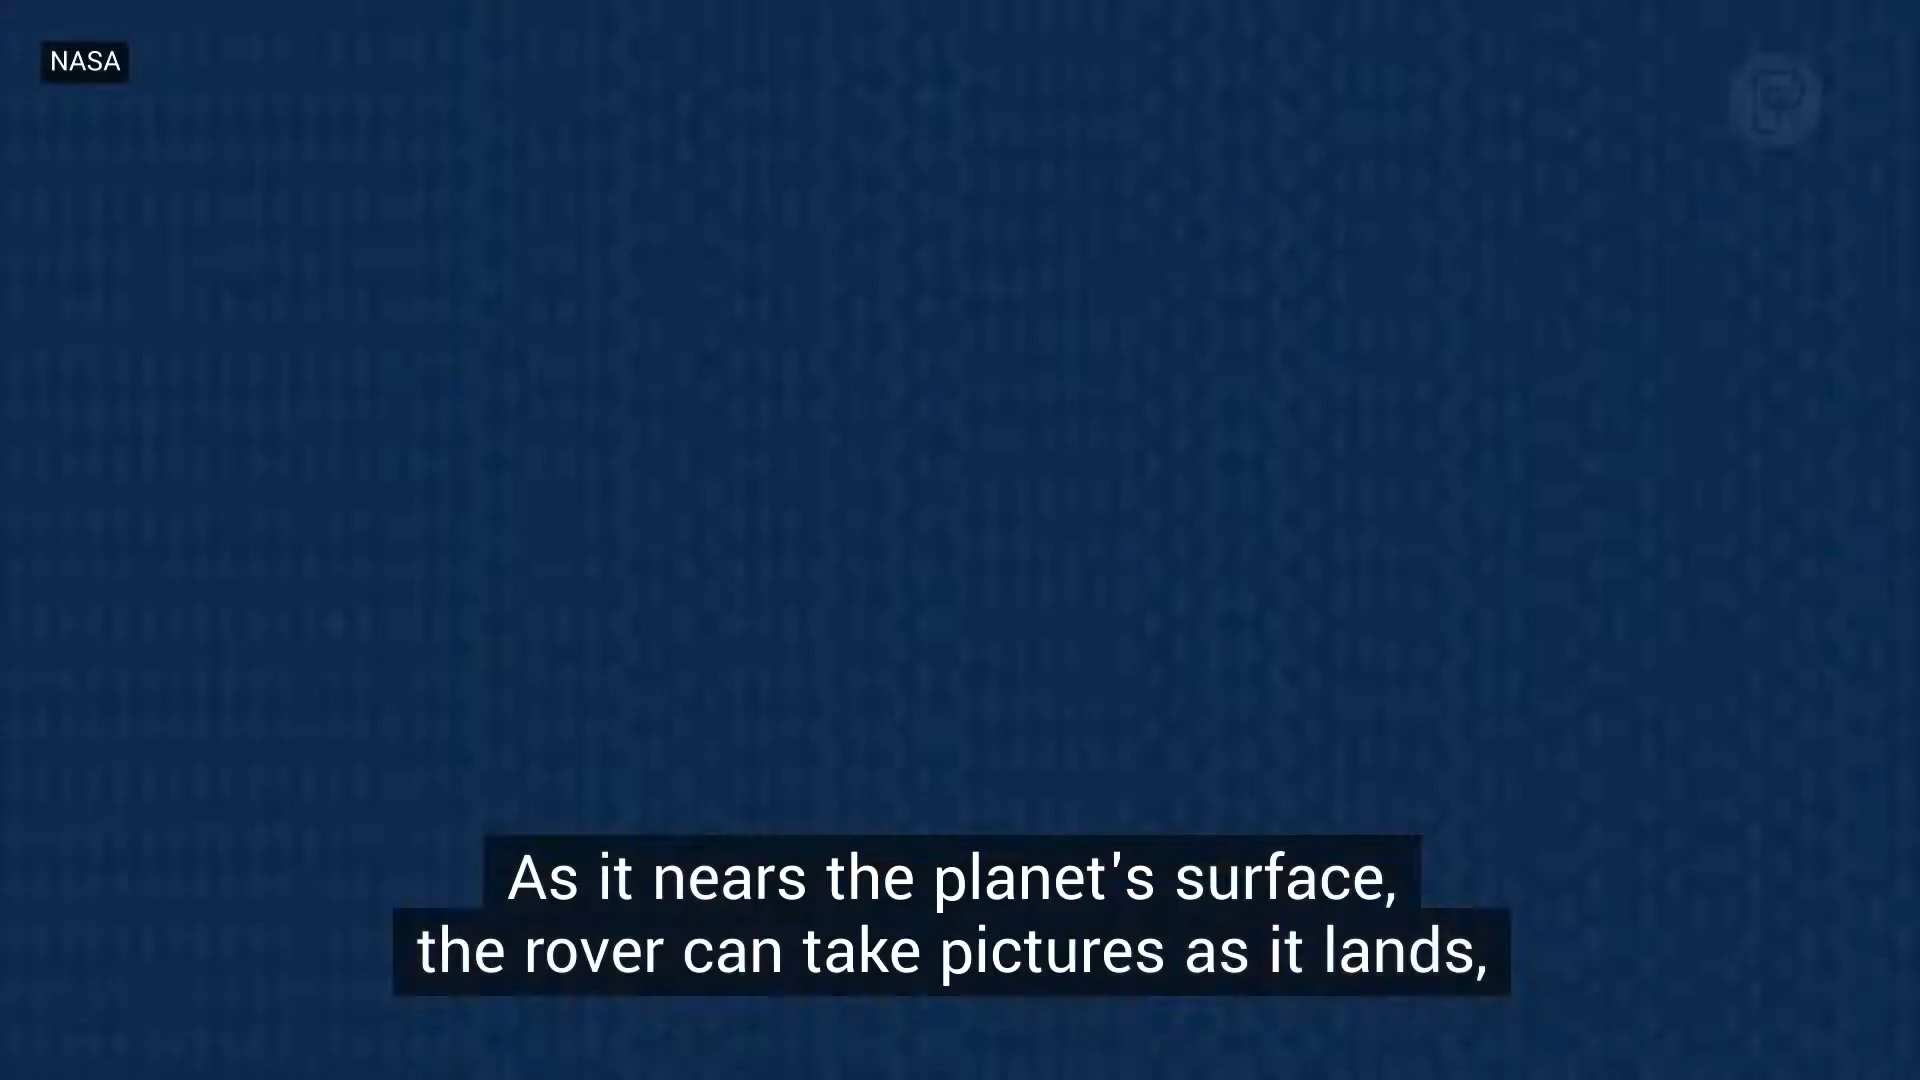 NASA
As it nears the planet's surface,
the rover can take pictures as it lands,